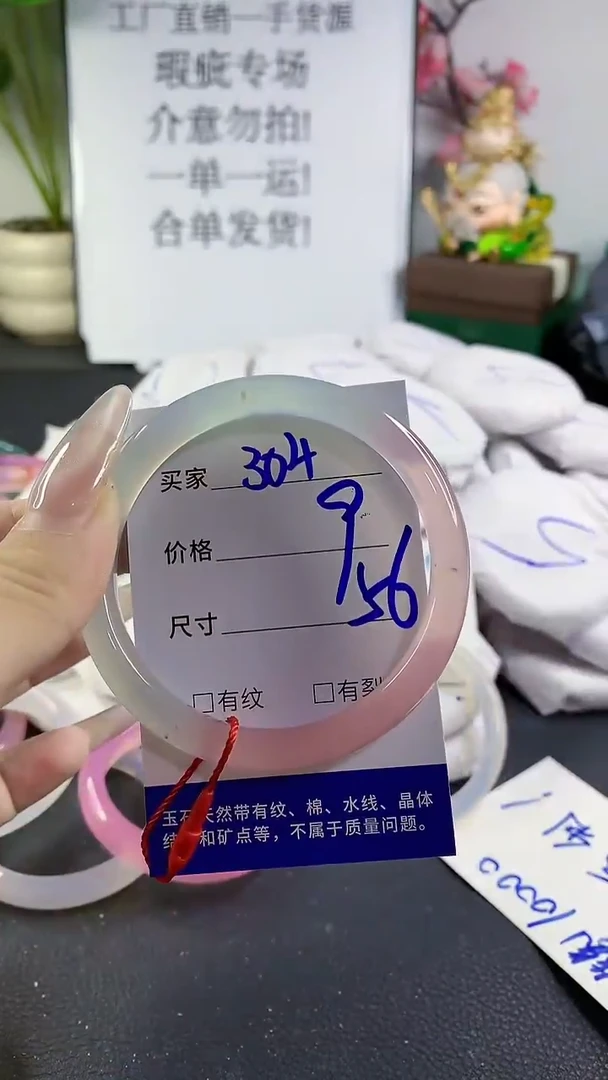 工厂直销一手货源
瑕疵专场
介意勿拍!
一单一运!
合单发货!
买家 304
价格 9
尺寸 56
□有纹 □有裂
玉石天然带有纹、棉、水线、晶体
结 和矿点等，不属于质量问题。
10000